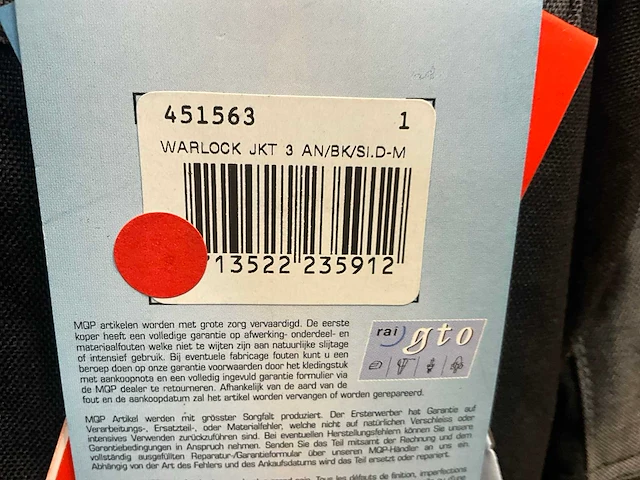 451563 1
WARLOCK JKT 3 AN/BK/SI.D-M
713522 235912
rai gto
MQP artikelen worden met grote zorg vervaardigd. De eerste
koper heeft een volledige garantie op afwerking- onderdeel- en
materiaalfouten welke niet te wijten zijn aan natuurlijke slijtage
of intensief gebruik. Bij eventuele fabricage fouten kunt u een
beroep doen op onze garantie voorwaarden door het kledingstuk
met aankoopnota en een volledig ingevuld garantie formulier via
de MQP dealer te retourneren. Afhankelijk van de aard van de
fout en de aankoopdatum zal het artikel worden vervangen of worden gerepareerd.
MQP Artikel werden mit grösster Sorgfalt produziert. Der Ersterwerber hat Garantie auf
Verarbeitungs-, Ersatzteil-, oder Materialfehler, welche nicht auf natürlichen Verschleiss oder
intensives Verwenden zurückzuführen sind. Bei eventuellen Herstellungsfehlern können Sie unsere
Garantiebedingungen in Anspruch nehmen. Senden Sie das Teil mitsamt der Rechnung und dem
vollständig ausgefüllten Reparatur-/Garantieformular über unseren MQP-Händler an uns ein.
Abhängig von der Art des Fehlers und des Ankaufsdatums wird das Teil ersetzt oder repariert.
Tous les défauts de finition, imperfections